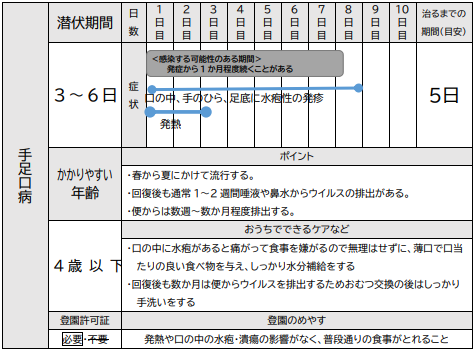 手足口病
潜伏期間
日数
1日目
2日目
3日目
4日目
5日目
6日目
7日目
8日目
9日目
10日目
治るまでの
期間(目安)
3～6日
症状
＜感染する可能性のある期間＞
発症から1か月程度続くことがある
口の中、手のひら、足底に水疱性の発疹
発熱
5日
かかりやすい
年齢
ポイント
・春から夏にかけて流行する。
・回復後も通常1～2週間唾液や鼻水からウイルスの排出がある。
・便からは数週～数か月程度排出する。
4歳以下
おうちでできるケアなど
・口の中に水疱があると痛がって食事を嫌がるので無理はせずに、薄口で口当
たりの良い食べ物を与え、しっかり水分補給をする
・回復後も数か月は便からウイルスを排出するためおむつ交換の後はしっかり
手洗いをする
登園許可証
登園のめやす
必要・不要
発熱や口の中の水疱・潰瘍の影響がなく、普段通りの食事がとれること